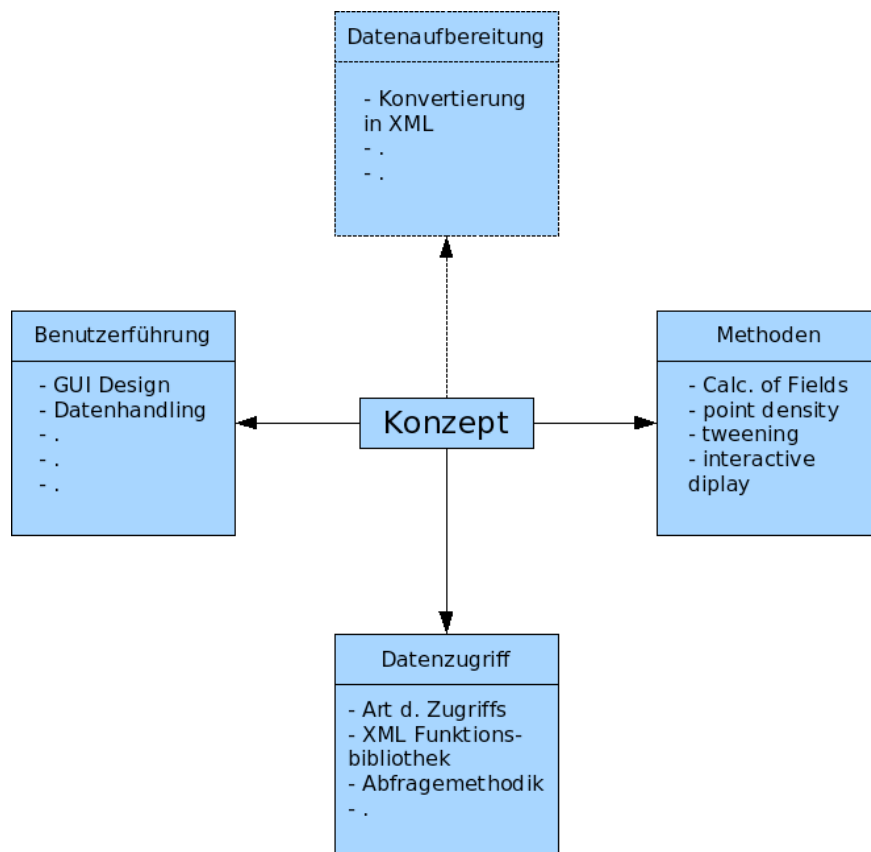 Datenaufbereitung
- Konvertierung
in XML
- .
- .
Benutzerführung
- GUI Design
- Datenhandling
- .
- .
- .
Konzept
Methoden
- Calc. of Fields
- point density
- tweening
- interactive
diplay
Datenzugriff
- Art d. Zugriffs
- XML Funktions-
bibliothek
- Abfragemethodik
- .